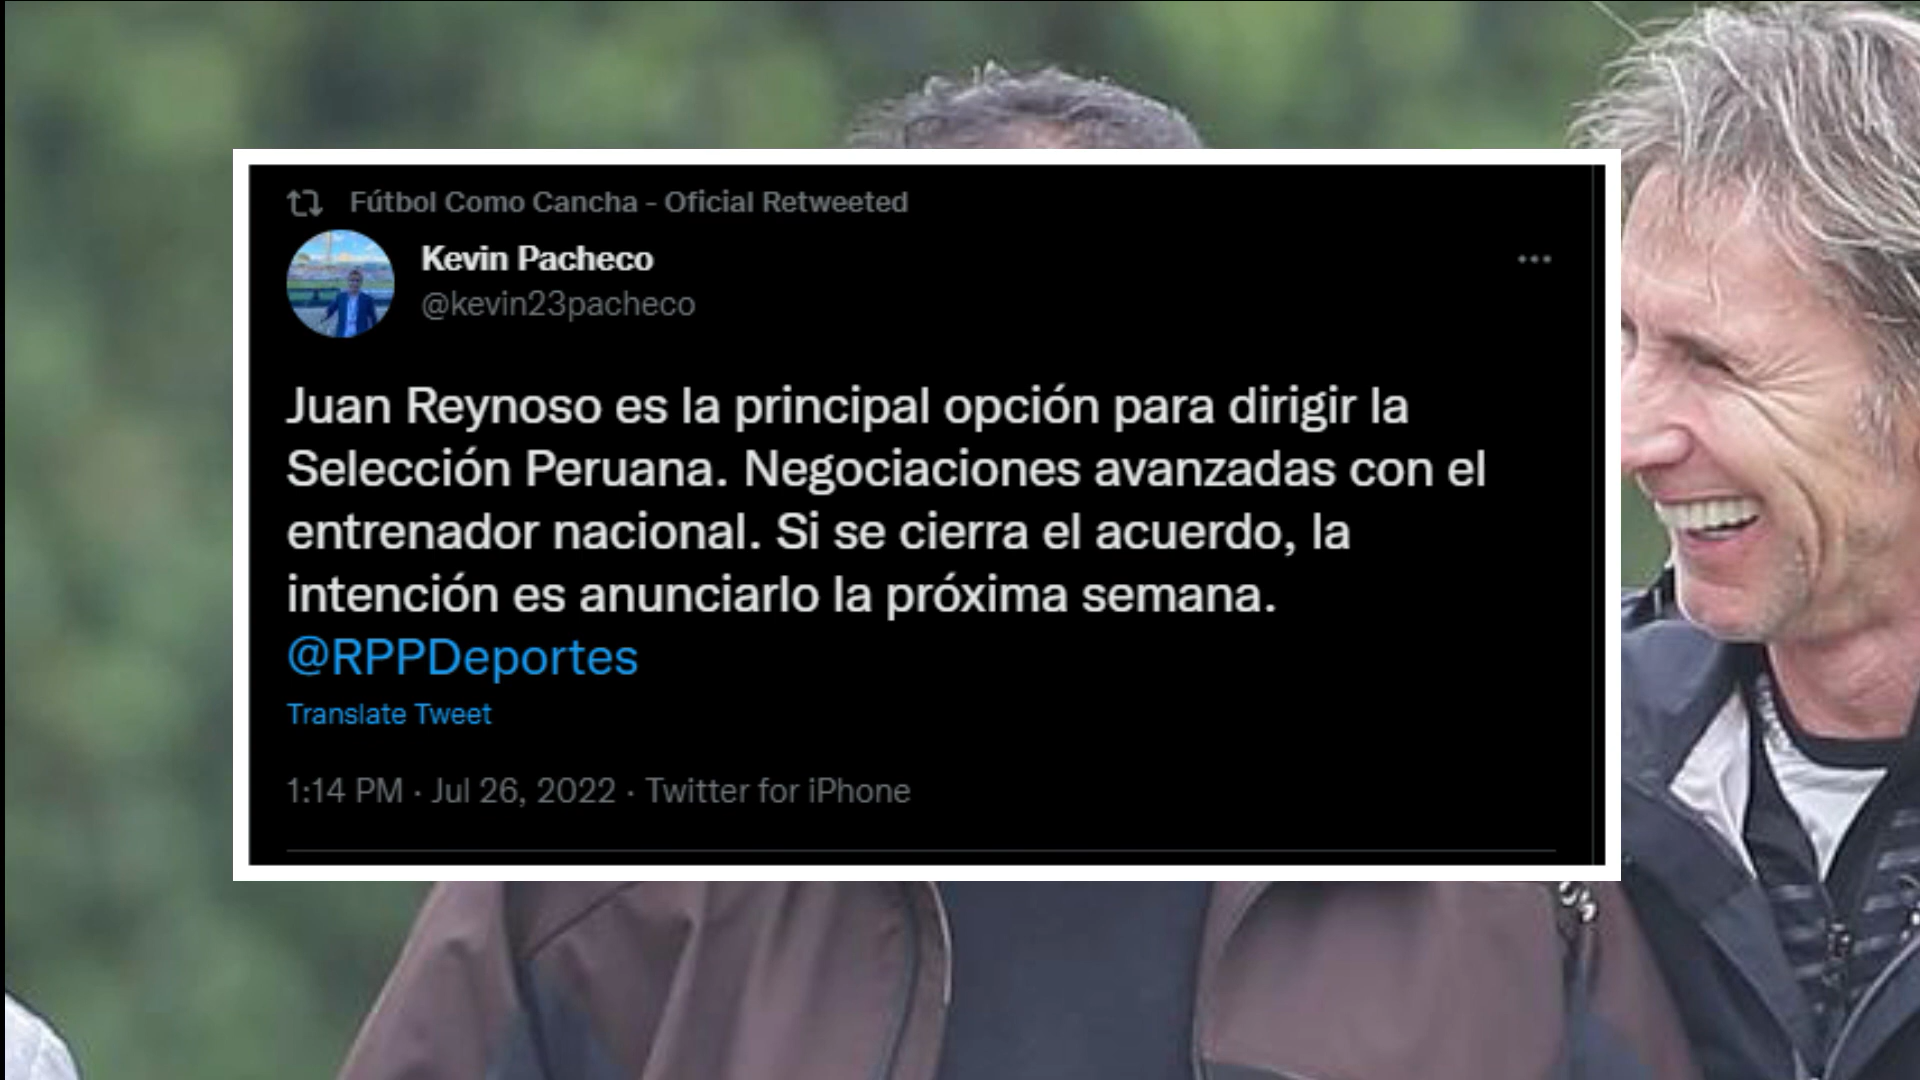 Fútbol Como Cancha - Oficial Retweeted
Kevin Pacheco
@kevin23pacheco
Juan Reynoso es la principal opción para dirigir la
Selección Peruana. Negociaciones avanzadas con el
entrenador nacional. Si se cierra el acuerdo, la
intención es anunciarlo la próxima semana.
@RPPDeportes
Translate Tweet
1:14 PM · Jul 26, 2022 · Twitter for iPhone